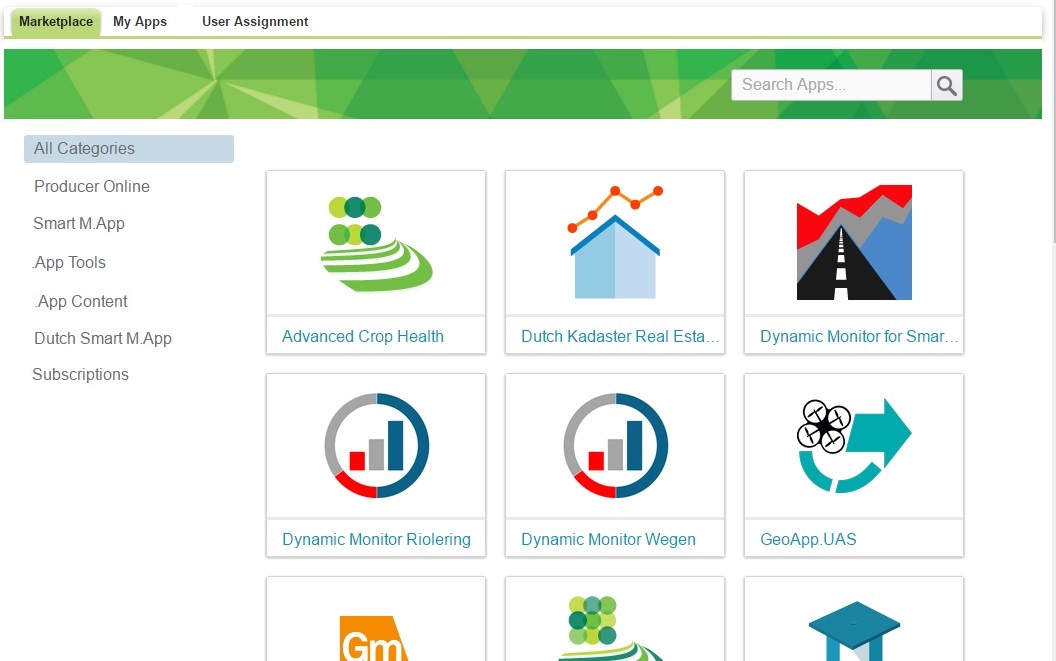 Marketplace My Apps User Assignment
Search Apps...
All Categories
Producer Online
Smart M.App
.App Tools
.App Content
Dutch Smart M.App
Subscriptions
Advanced Crop Health
Dutch Kadaster Real Esta...
Dynamic Monitor for Smar...
Dynamic Monitor Riolering
Dynamic Monitor Wegen
GeoApp.UAS
Gm